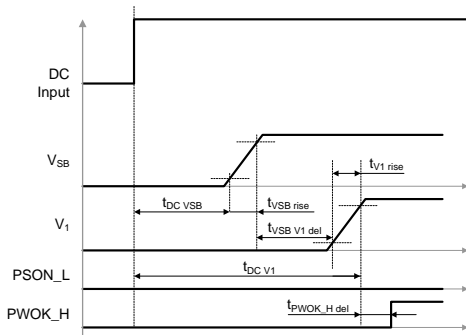 DC
Input
VSB
tV1 rise
tDC VSB
tVSB rise
V1
tVSB V1 del
tDC V1
PSON_L
tPWOK_H del
PWOK_H